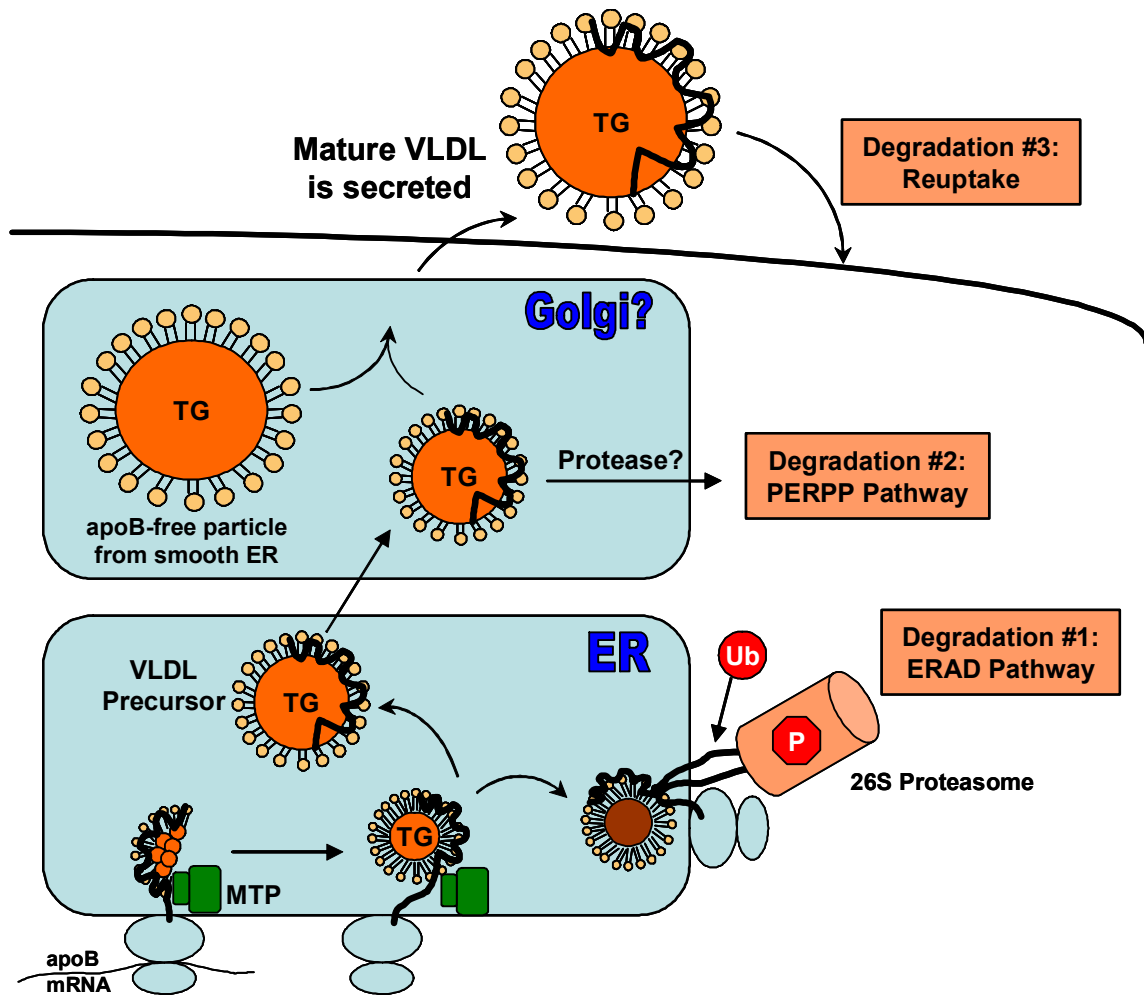 TG
Mature VLDL
is secreted
Degradation #3:
Reuptake
Golgi?
TG
apoB-free particle
from smooth ER
TG
Protease?
Degradation #2:
PERPP Pathway
ER
VLDL
Precursor
TG
Ub
Degradation #1:
ERAD Pathway
P
26S Proteasome
TG
MTP
apoB
mRNA